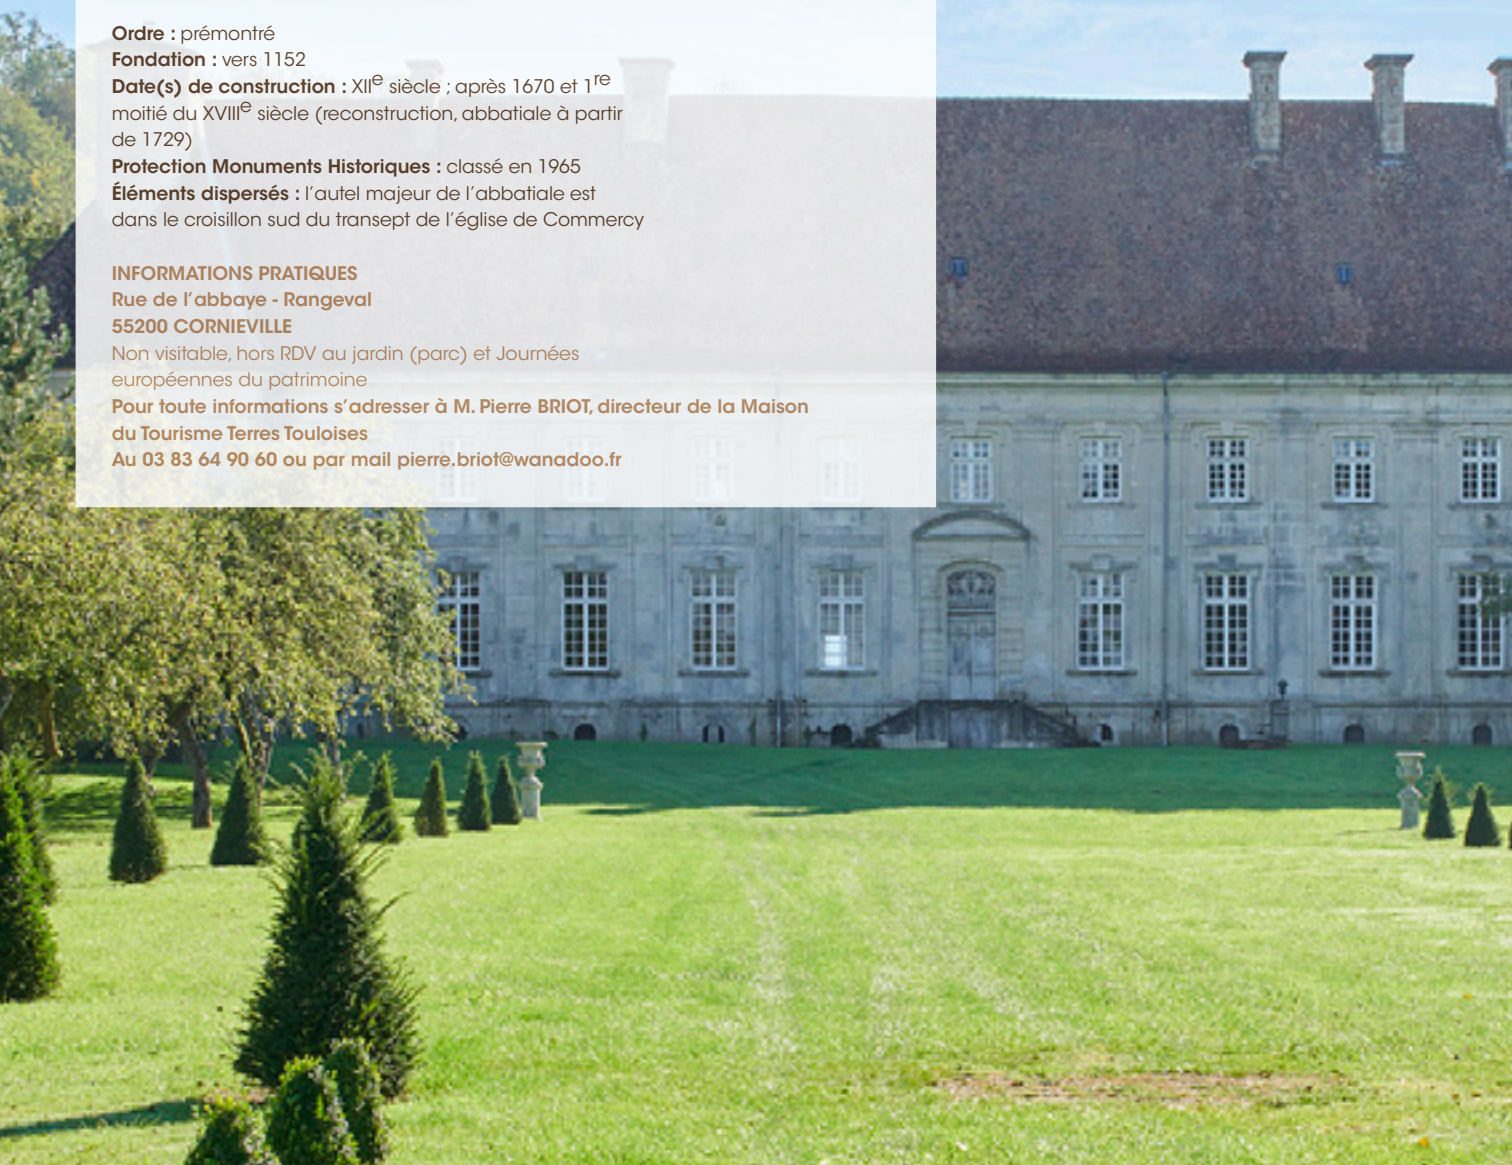 Ordre : prémontré
Fondation : vers 1152
Date(s) de construction : XIIe siècle ; après 1670 et 1re
moitié du XVIIIe siècle (reconstruction, abbatiale à partir
de 1729)
Protection Monuments Historiques : classé en 1965
Éléments dispersés : l'autel majeur de l'abbatiale est
dans le croisillon sud du transept de l'église de Commercy
INFORMATIONS PRATIQUES
Rue de l'abbaye - Rangeval
55200 CORNIEVILLE
Non visitable, hors RDV au jardin (parc) et Journées
européennes du patrimoine
Pour toute informations s'adresser à M. Pierre BRIOT, directeur de la Maison
du Tourisme Terres Touloises
Au 03 83 64 90 60 ou par mail pierre.briot@wanadoo.fr